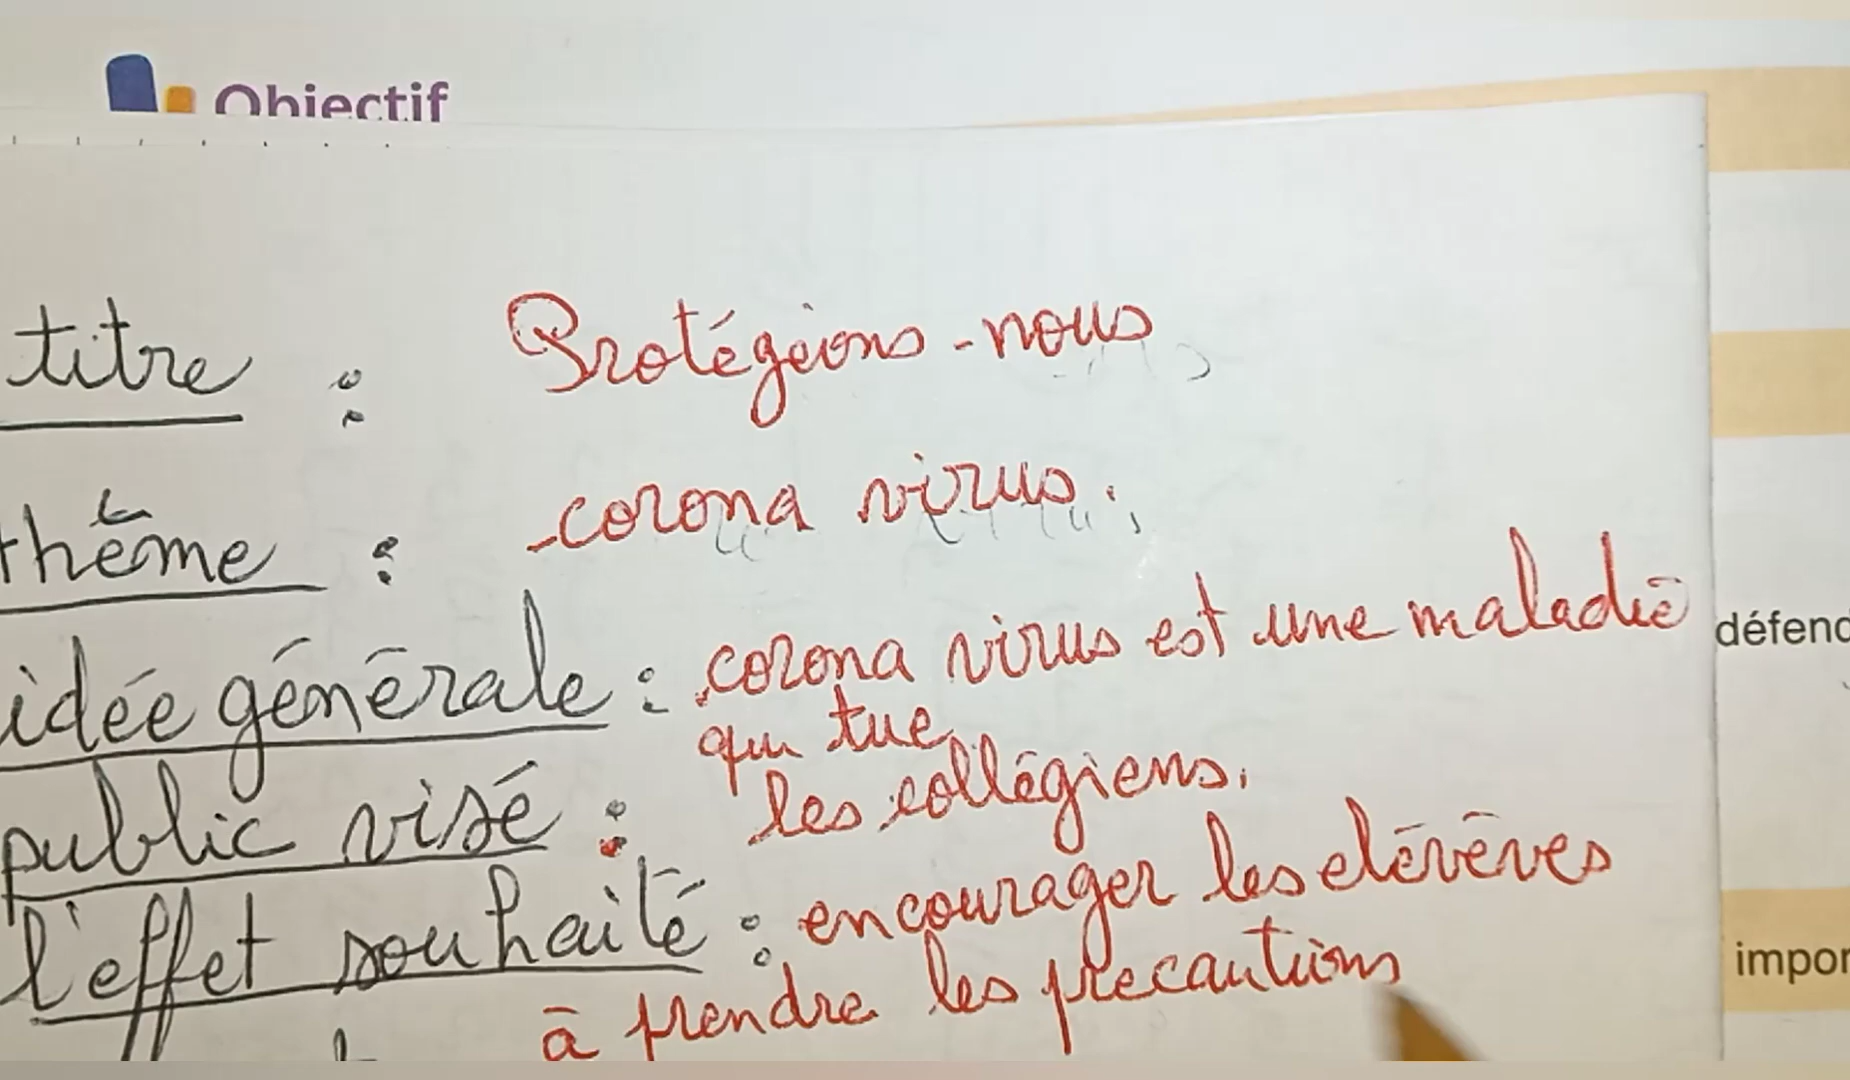 Objectif
titre : Protégeons-nous
thème : -corona virus.
idée générale : corona virus est une maladie
qui tue
public visé : les collégiens.
l'effet souhaité : encourager les elévèves
à prendre les precautions
défend
impor